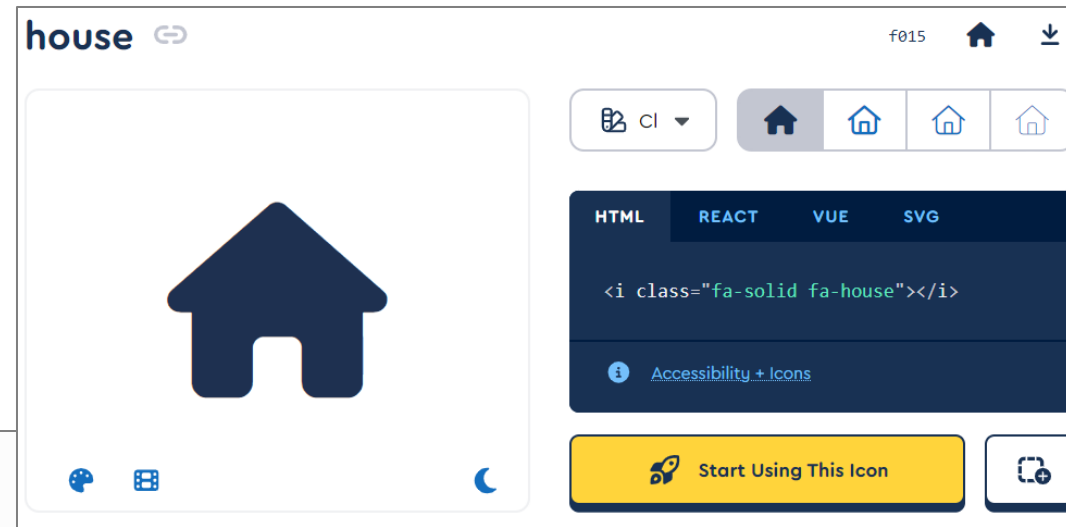 house
f015
Cl
HTML REACT VUE SVG
<i class="fa-solid fa-house"></i>
Accessibility + Icons
Start Using This Icon